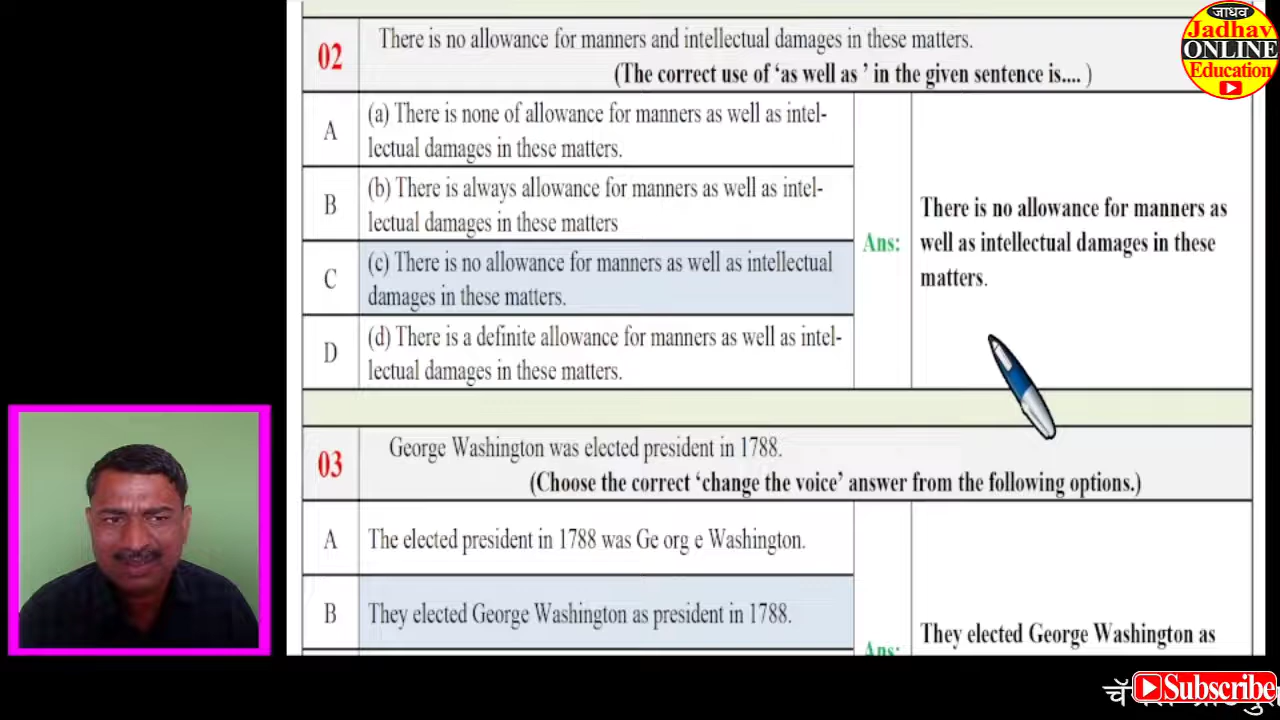 जाधव
Jadhav
ONLINE
Education
02
There is no allowance for manners and intellectual damages in these matters.
(The correct use of ‘as well as ’ in the given sentence is.... )
A
(a) There is none of allowance for manners as well as intel-
lectual damages in these matters.
B
(b) There is always allowance for manners as well as intel-
lectual damages in these matters
C
(c) There is no allowance for manners as well as intellectual
damages in these matters.
D
(d) There is a definite allowance for manners as well as intel-
lectual damages in these matters.
Ans:
There is no allowance for manners as
well as intellectual damages in these
matters.
03
George Washington was elected president in 1788.
(Choose the correct ‘change the voice’ answer from the following options.)
A
The elected president in 1788 was Ge org e Washington.
B
They elected George Washington as president in 1788.
Ans:
They elected George Washington as
Subscribe